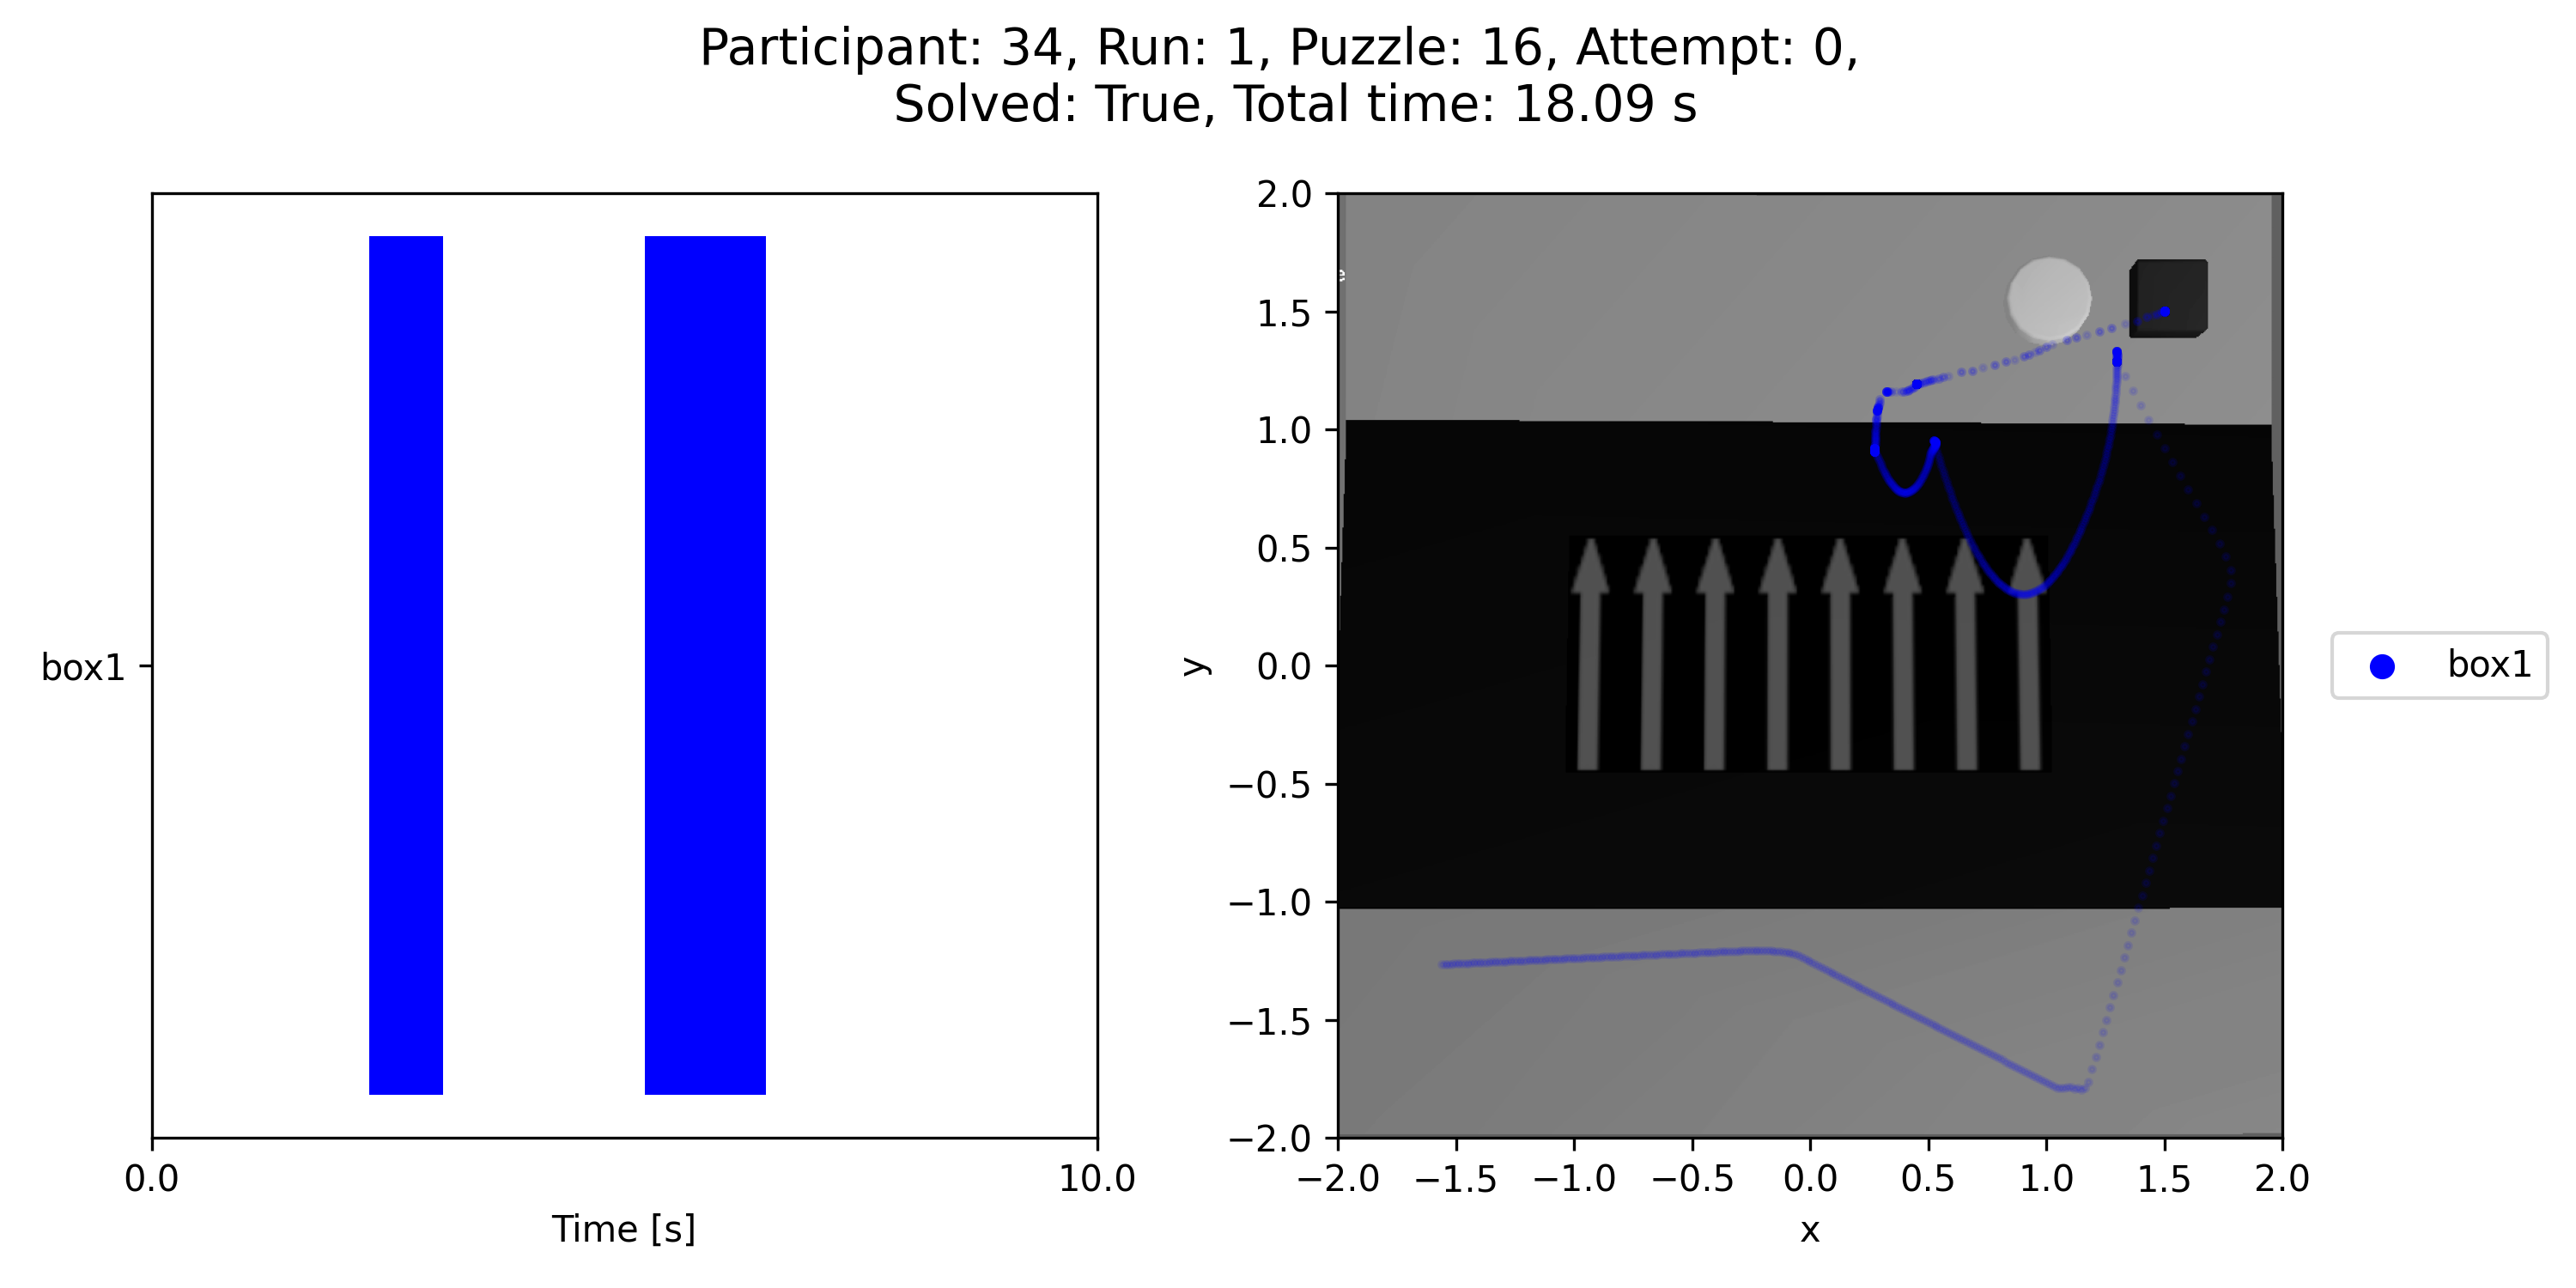 Participant: 34, Run: 1, Puzzle: 16, Attempt: 0,
Solved: True, Total time: 18.09 s
box1
0.0 10.0
Time [s]
y
2.0
1.5
1.0
0.5
0.0
−0.5
−1.0
−1.5
−2.0
−2.0 −1.5 −1.0 −0.5 0.0 0.5 1.0 1.5 2.0
x
box1